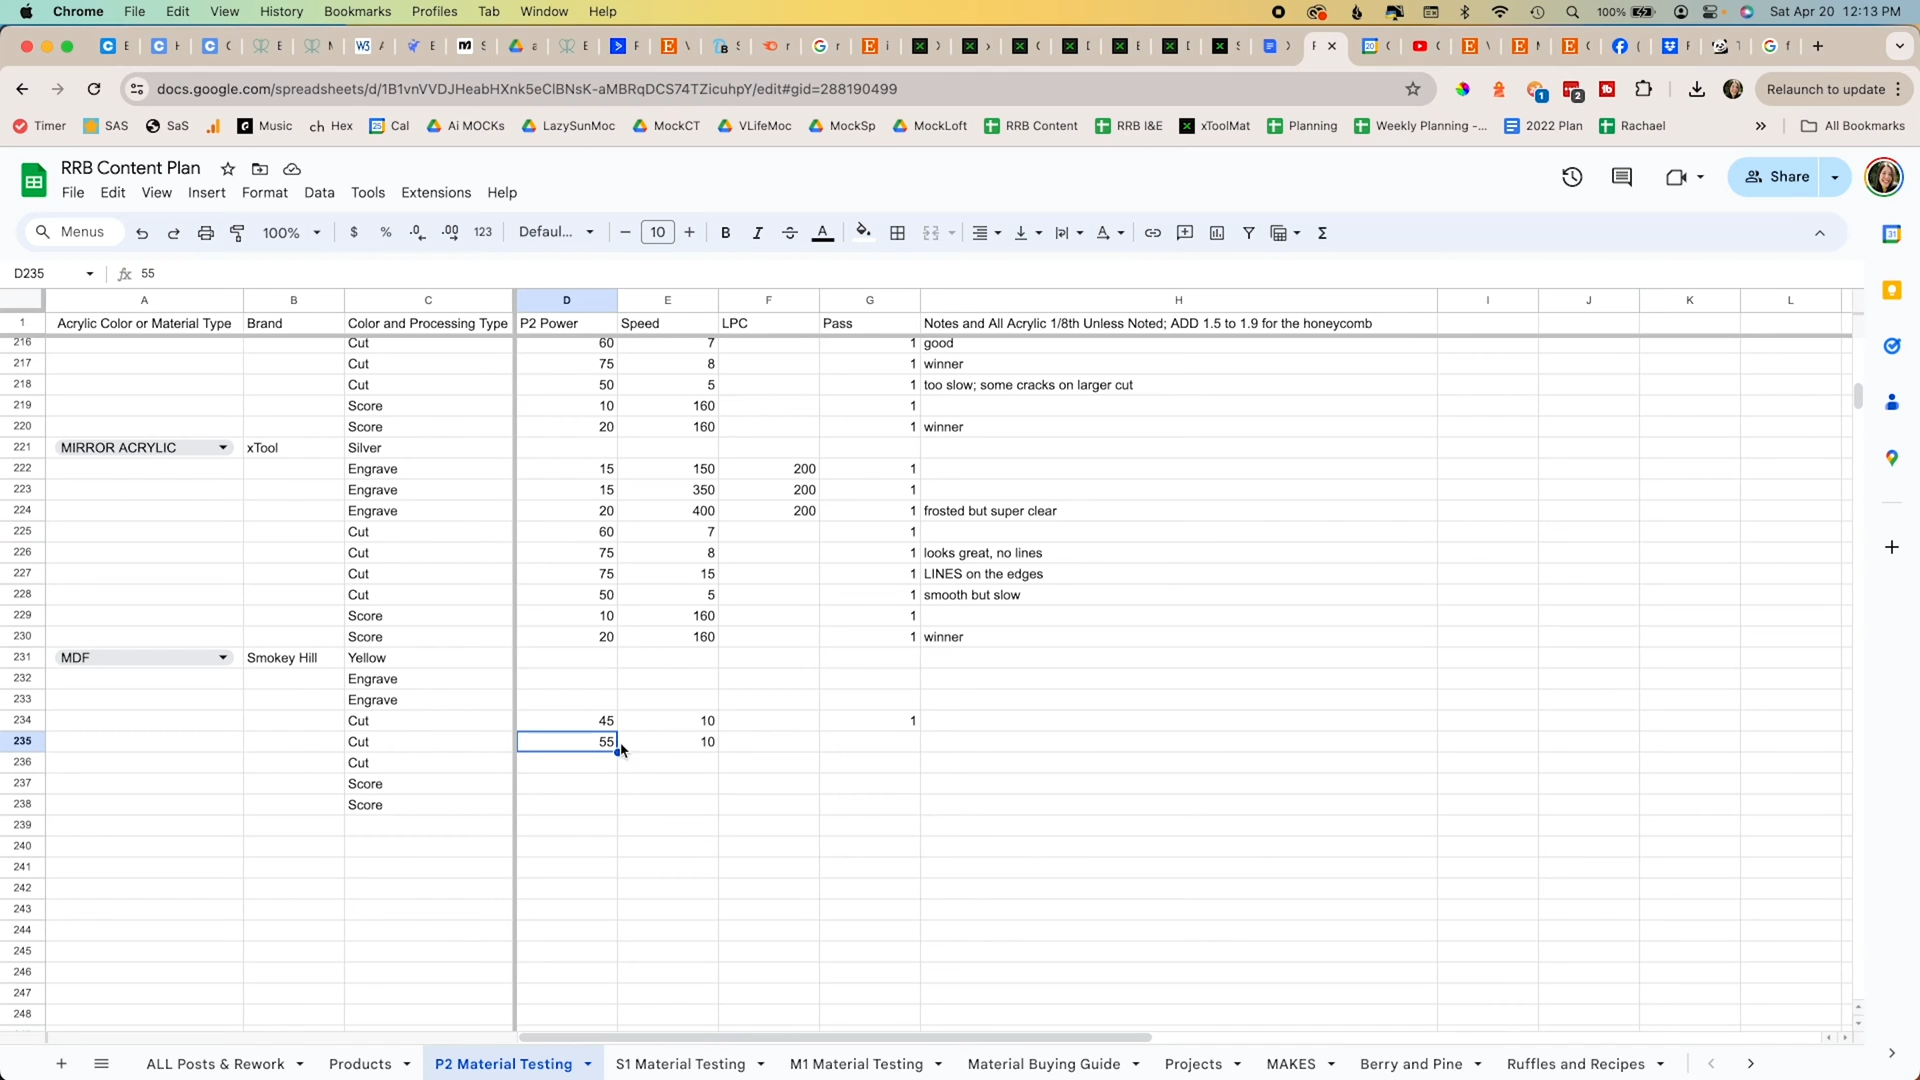 Chrome File Edit View History Bookmarks Profiles Tab Window Help 100% Sat Apr 20 12:13 PM
docs.google.com/spreadsheets/d/1B1vnVVDJHeabHXnk5eClBNsK-aMBRqDCS74TZicuhpY/edit#gid=288190499 1 2 Relaunch to update
Timer SAS SaS Music ch Hex Cal Ai MOCKs LazySunMoc MockCT VLifeMoc MockSp MockLoft RRB Content RRB I&E xToolMat Planning Weekly Planning -... 2022 Plan Rachael » All Bookmarks
RRB Content Plan
File Edit View Insert Format Data Tools Extensions Help Share
Menus 100% $ % .0 .00 123 Defaul... 10 B I A
D235 fx 55
A B C D E F G H I J K L
1 Acrylic Color or Material Type Brand Color and Processing Type P2 Power Speed LPC Pass Notes and All Acrylic 1/8th Unless Noted; ADD 1.5 to 1.9 for the honeycomb
216 Cut 60 7 1 good
217 Cut 75 8 1 winner
218 Cut 50 5 1 too slow; some cracks on larger cut
219 Score 10 160 1
220 Score 20 160 1 winner
221 MIRROR ACRYLIC xTool Silver
222 Engrave 15 150 200 1
223 Engrave 15 350 200 1
224 Engrave 20 400 200 1 frosted but super clear
225 Cut 60 7 1
226 Cut 75 8 1 looks great, no lines
227 Cut 75 15 1 LINES on the edges
228 Cut 50 5 1 smooth but slow
229 Score 10 160 1
230 Score 20 160 1 winner
231 MDF Smokey Hill Yellow
232 Engrave
233 Engrave
234 Cut 45 10 1
235 Cut 55 10
236 Cut
237 Score
238 Score
239
240
241
242
243
244
245
246
247
248
ALL Posts & Rework Products P2 Material Testing S1 Material Testing M1 Material Testing Material Buying Guide Projects MAKES Berry and Pine Ruffles and Recipes